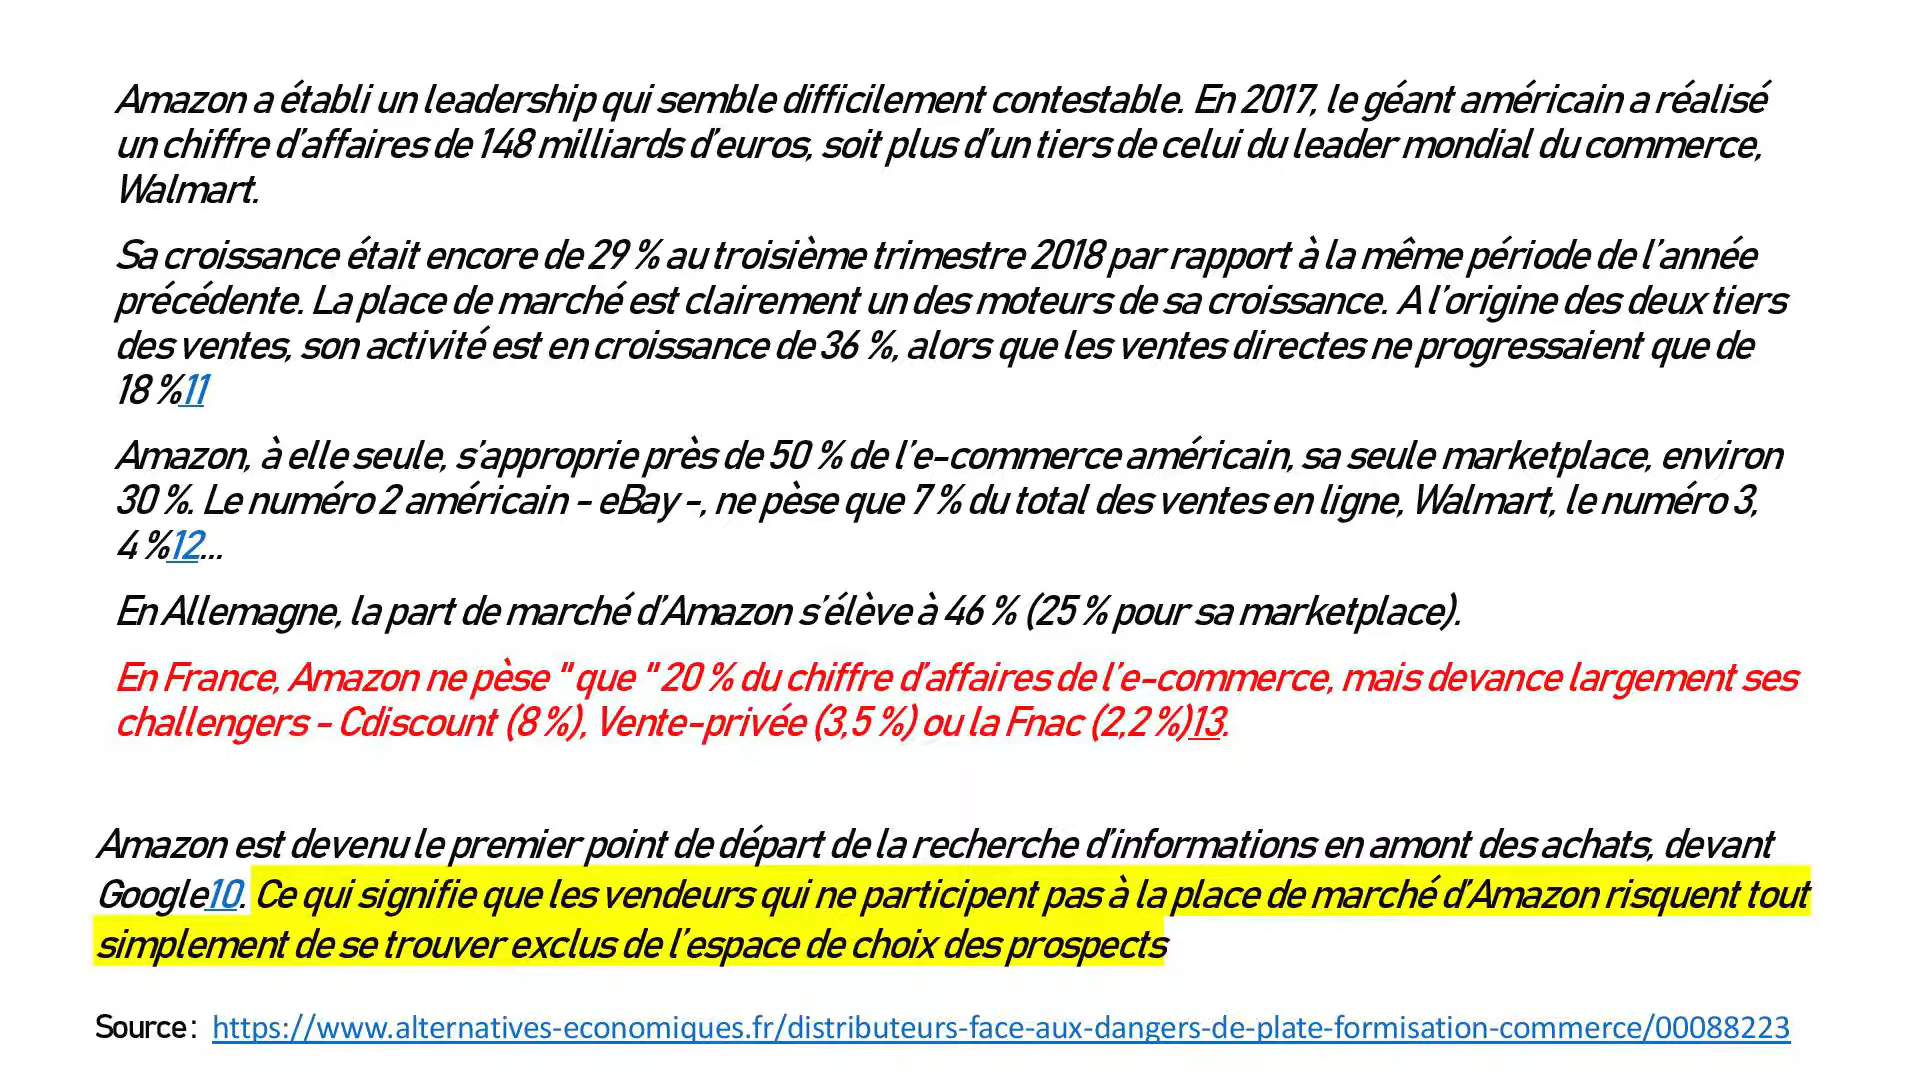 Amazon a établi un leadership qui semble difficilement contestable. En 2017, le géant américain a réalisé
un chiffre d'affaires de 148 milliards d'euros, soit plus d'un tiers de celui du leader mondial du commerce,
Walmart.
Sa croissance était encore de 29 % au troisième trimestre 2018 par rapport à la même période de l'année
précédente. La place de marché est clairement un des moteurs de sa croissance. A l'origine des deux tiers
des ventes, son activité est en croissance de 36 %, alors que les ventes directes ne progressaient que de
18 %11
Amazon, à elle seule, s'approprie près de 50 % de l'e-commerce américain, sa seule marketplace, environ
30 %. Le numéro 2 américain - eBay -, ne pèse que 7 % du total des ventes en ligne, Walmart, le numéro 3,
4 %12...
En Allemagne, la part de marché d'Amazon s'élève à 46 % (25 % pour sa marketplace).
En France, Amazon ne pèse " que " 20 % du chiffre d'affaires de l'e-commerce, mais devance largement ses
challengers - Cdiscount (8 %), Vente-privée (3,5 %) ou la Fnac (2,2 %)13.
Amazon est devenu le premier point de départ de la recherche d'informations en amont des achats, devant
Google10. Ce qui signifie que les vendeurs qui ne participent pas à la place de marché d'Amazon risquent tout
simplement de se trouver exclus de l'espace de choix des prospects
Source : https://www.alternatives-economiques.fr/distributeurs-face-aux-dangers-de-plate-formisation-commerce/00088223